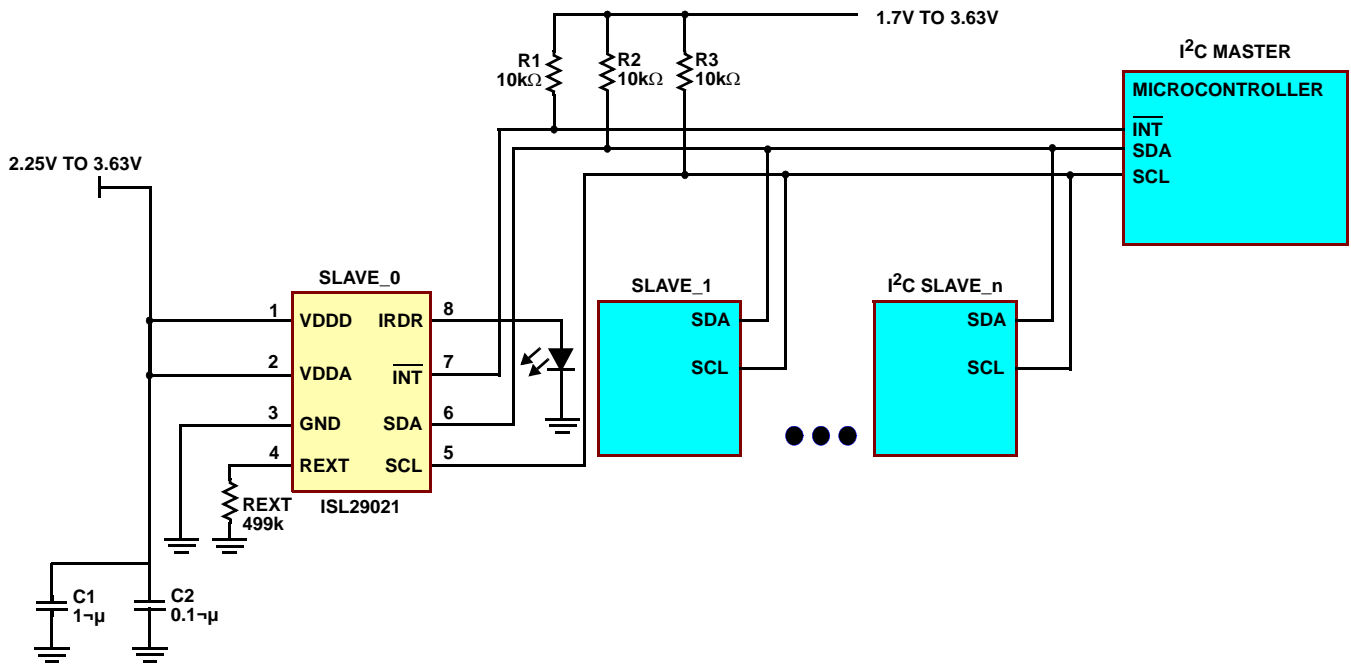 1.7V TO 3.63V
R1
10kΩ
R2
10kΩ
R3
10kΩ
I²C MASTER
MICROCONTROLLER
INT
SDA
SCL
2.25V TO 3.63V
SLAVE_0
1
VDDD
IRDR
8
2
VDDA
INT
7
3
GND
SDA
6
4
REXT
SCL
5
ISL29021
REXT
499k
SLAVE_1
SDA
SCL
I²C SLAVE_n
SDA
SCL
C1
1¬µ
C2
0.1¬µ